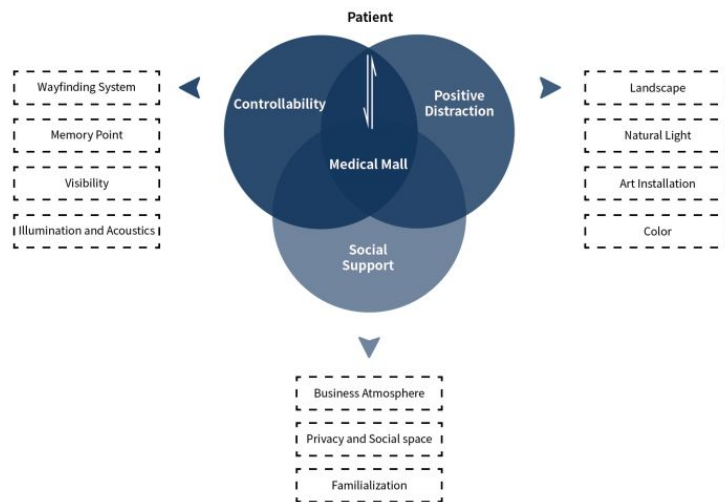 Patient
Controllability
Positive
Distraction
Medical Mall
Social
Support
Wayfinding System
Memory Point
Visibility
Illumination and Acoustics
Landscape
Natural Light
Art Installation
Color
Business Atmosphere
Privacy and Social space
Familialization